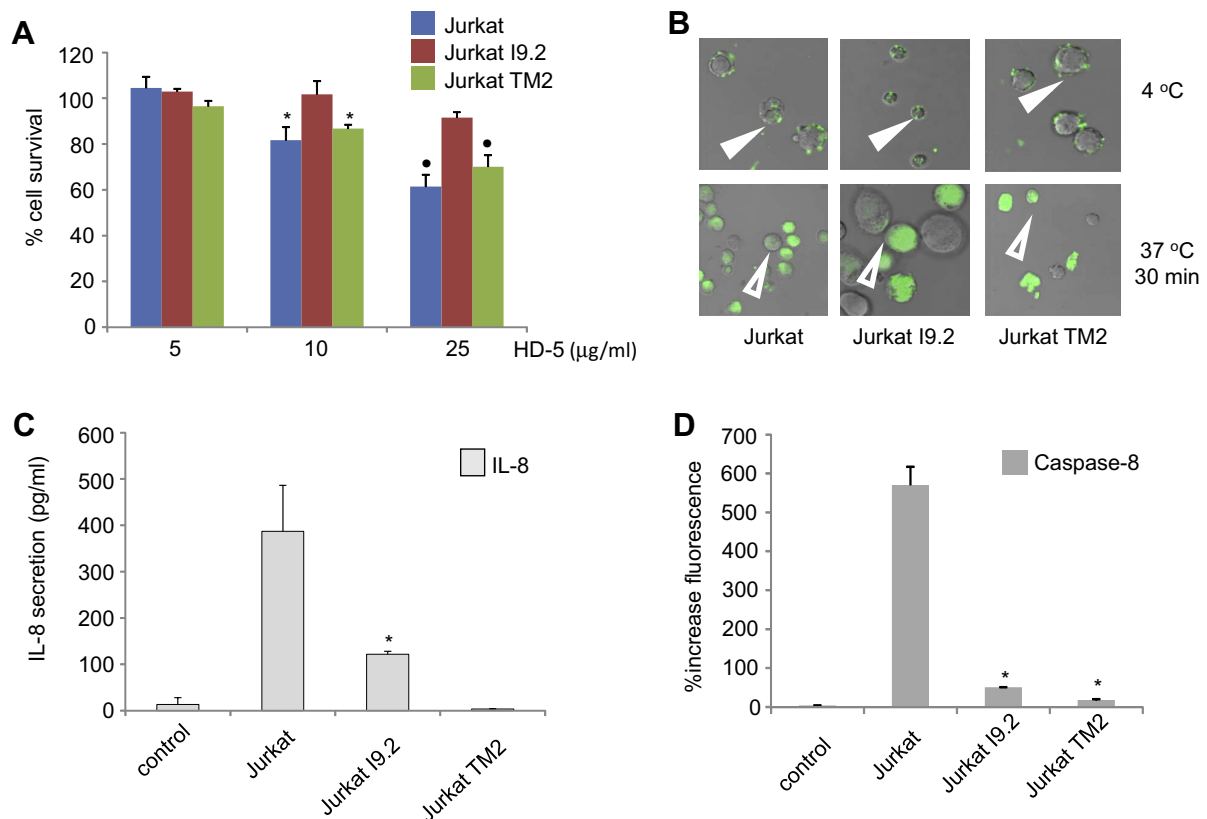 A
Jurkat
Jurkat I9.2
Jurkat TM2
% cell survival
120
100
80
60
40
20
0
* * • •
5 10 25 HD-5 (µg/ml)
B
4 °C
37 °C
30 min
Jurkat Jurkat I9.2 Jurkat TM2
C
IL-8 secretion (pg/ml)
600
500
400
300
200
100
0
IL-8
*
control Jurkat Jurkat I9.2 Jurkat TM2
D
%increase fluorescence
700
600
500
400
300
200
100
0
Caspase-8
* *
control Jurkat Jurkat I9.2 Jurkat TM2